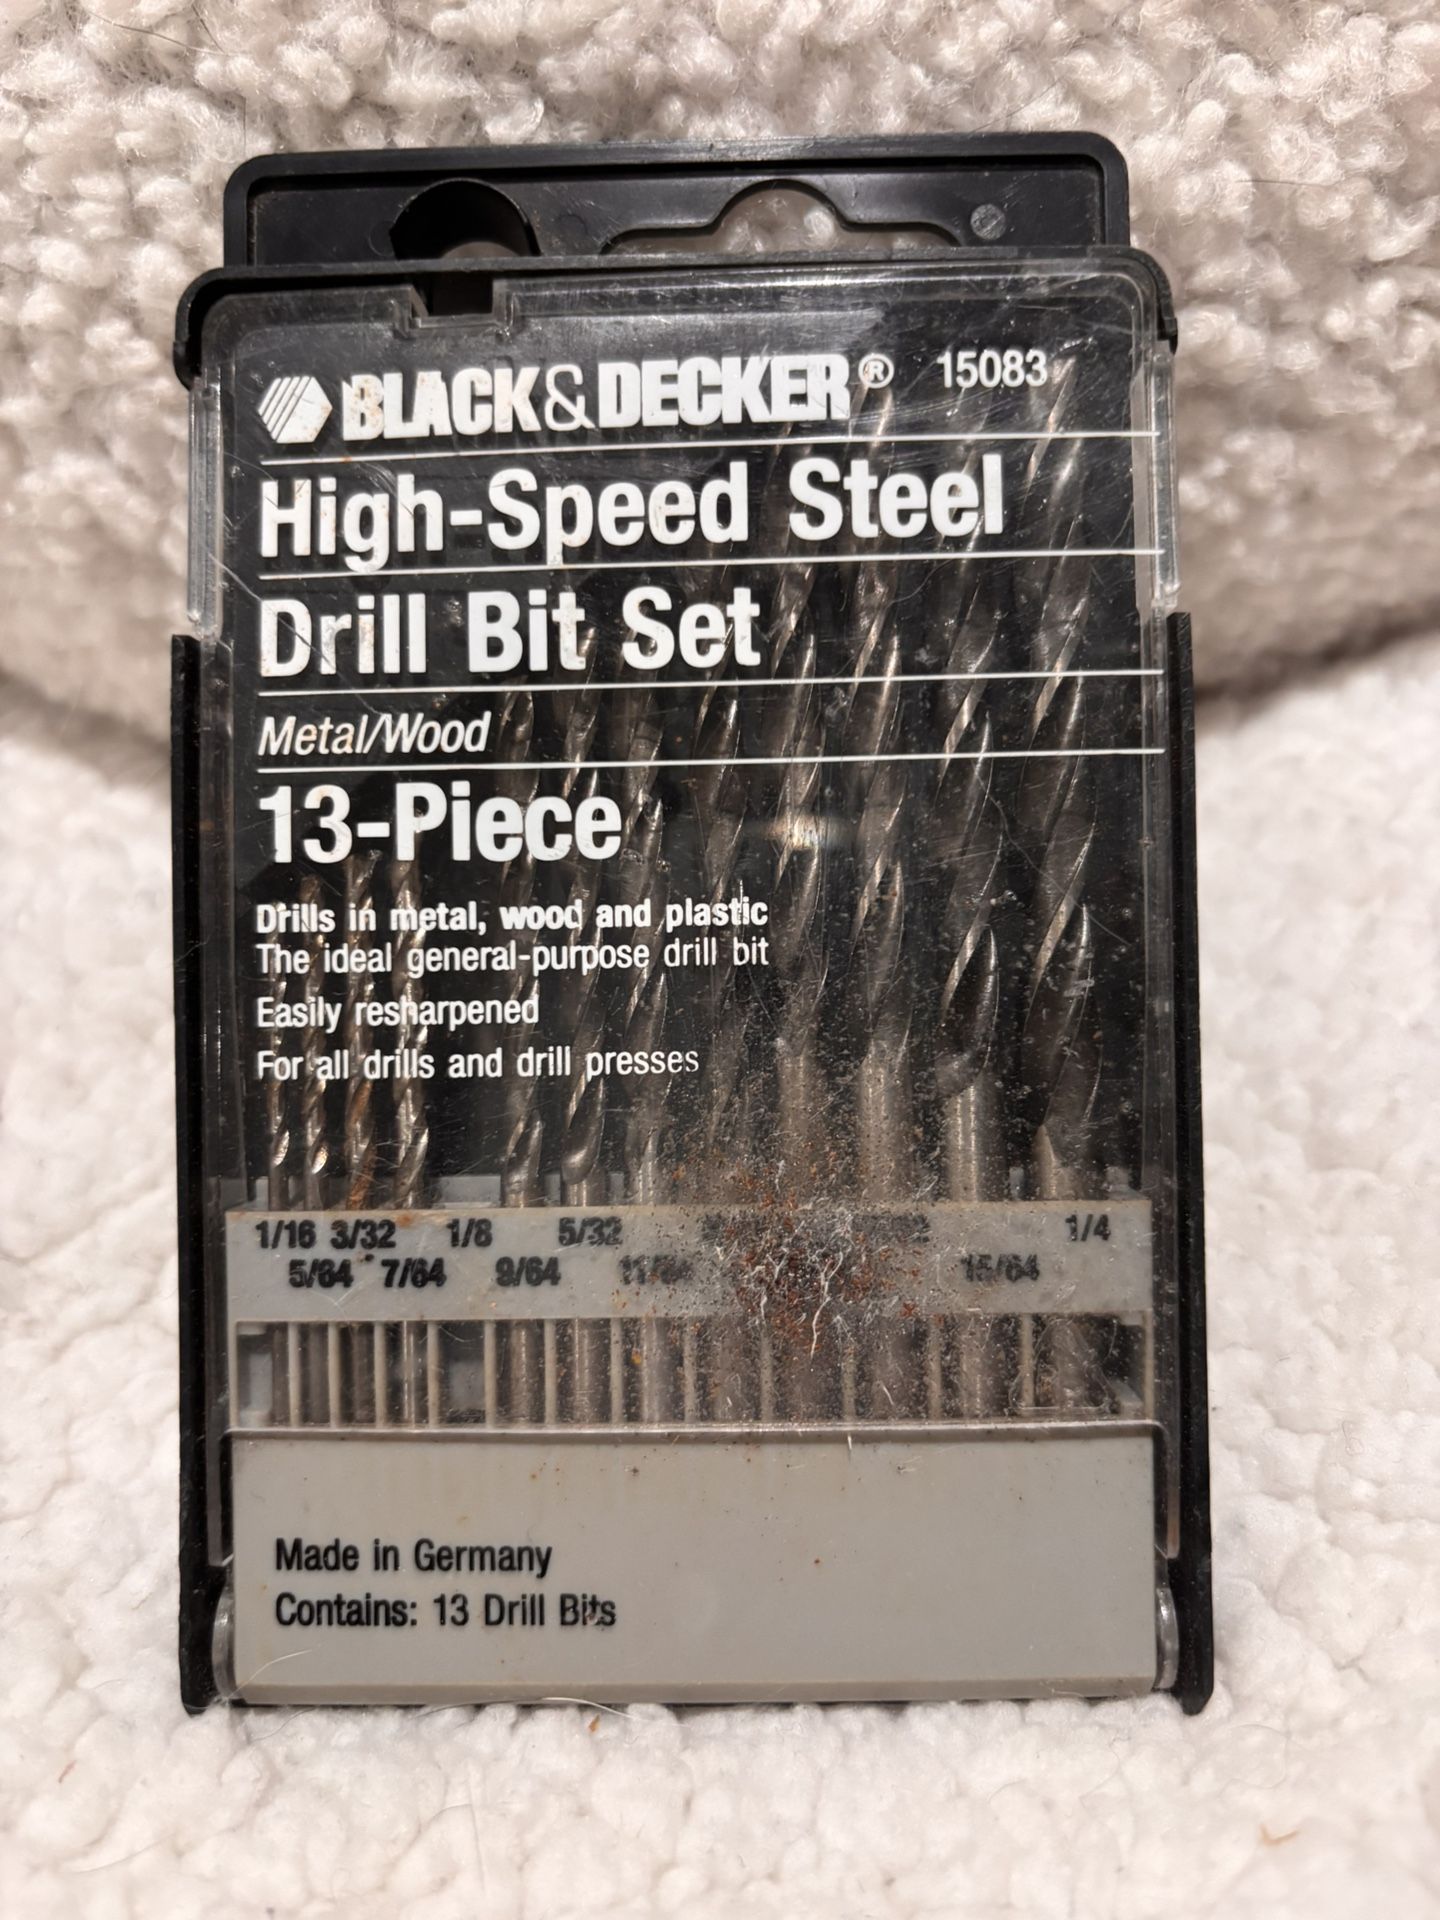 BLACK&DECKER® 15083
High-Speed Steel
Drill Bit Set
Metal/Wood
13-Piece
Drills in metal, wood and plastic
The ideal general-purpose drill bit
Easily resharpened
For all drills and drill presses
1/16 3/32 1/8 5/32 1/4
5/64 7/64 9/64 11/64 15/64
Made in Germany
Contains: 13 Drill Bits